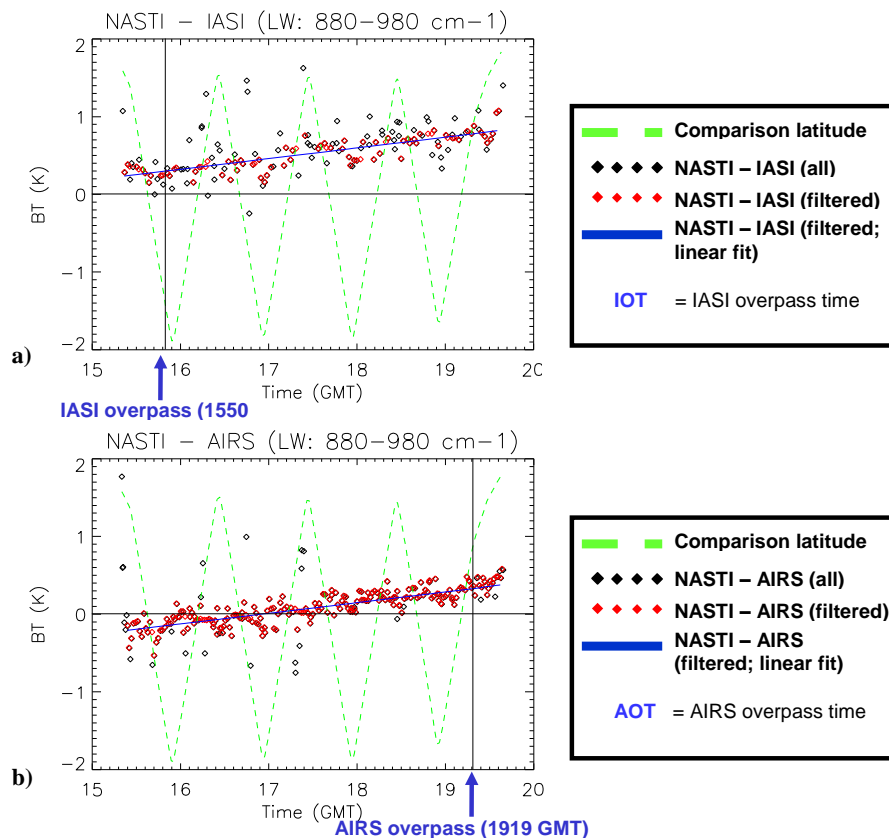 NASTI − IASI (LW: 880−980 cm−1)
2
1
0
−1
−2
BT (K)
15 16 17 18 19 20
Time (GMT)
a)
IASI overpass (1550
Comparison latitude
NASTI – IASI (all)
NASTI – IASI (filtered)
NASTI – IASI (filtered;
linear fit)
IOT = IASI overpass time
NASTI − AIRS (LW: 880−980 cm−1)
2
1
0
−1
−2
BT (K)
15 16 17 18 19 20
Time (GMT)
b)
AIRS overpass (1919 GMT)
Comparison latitude
NASTI – AIRS (all)
NASTI – AIRS (filtered)
NASTI – AIRS
(filtered; linear fit)
AOT = AIRS overpass time